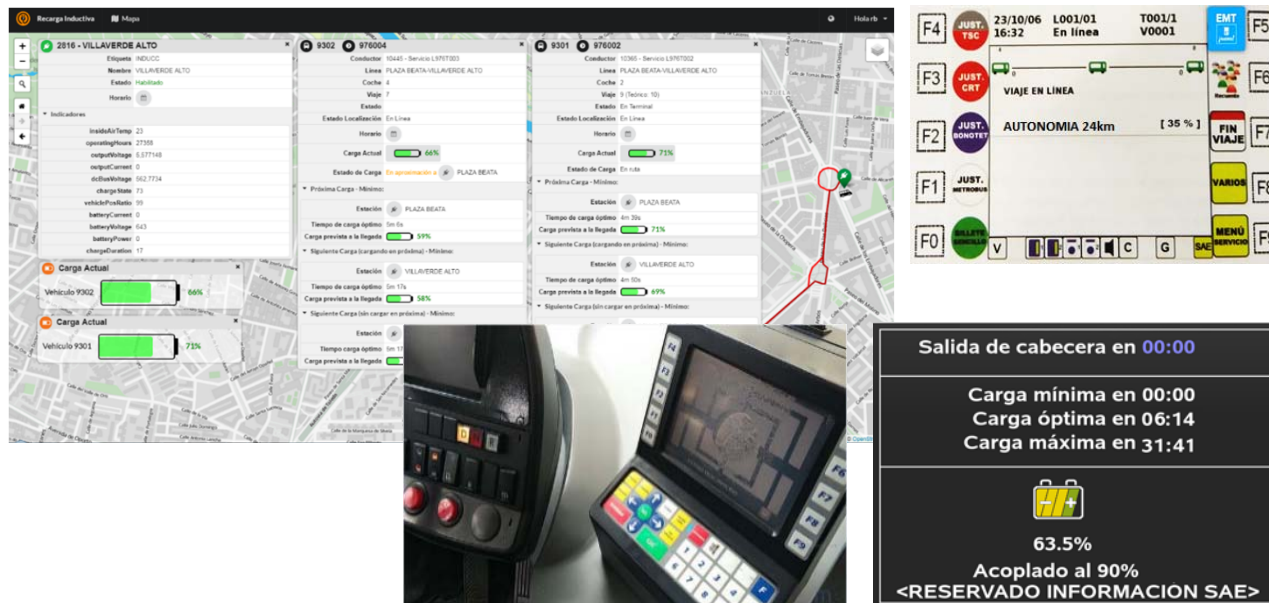 Recarga Inductiva Mapa Hola rb
2816 - VILLAVERDE ALTO
Etiqueta INDUCC
Nombre VILLAVERDE ALTO
Estado Habilitado
Horario
Indicadores
insideAirTemp 23
operatingHours 27356
outputVoltage 5,577148
outputCurrent 0
dcBusVoltage 562,7734
chargeState 73
vehiclePosRatio 99
batteryCurrent 0
batteryVoltage 643
batteryPower 0
chargeDuration 17
Carga Actual
Vehículo 9302 66%
Carga Actual
Vehículo 9301 71%
9302 976004
Conductor 10445 - Servicio L976T003
Línea PLAZA BEATA-VILLAVERDE ALTO
Coche 4
Viaje 7
Estado
Estado Localización En Línea
Horario
Carga Actual 66%
Estado de Carga En aproximación a PLAZA BEATA
Próxima Carga - Mínimo:
Estación PLAZA BEATA
Tiempo de carga óptimo 5m 6s
Carga prevista a la llegada 59%
Siguiente Carga (cargando en próxima) - Mínimo:
Estación VILLAVERDE ALTO
Tiempo de carga óptimo 5m 17s
Carga prevista a la llegada 58%
Siguiente Carga (sin cargar en próxima) - Mínimo:
Estación
Tiempo carga óptimo 5m
Carga prevista a la llegada
9301 976002
Conductor 10365 - Servicio L976T002
Línea PLAZA BEATA-VILLAVERDE ALTO
Coche 2
Viaje 9 (Teórico: 10)
Estado En Terminal
Estado Localización En Línea
Horario
Carga Actual 71%
Estado de Carga En ruta
Próxima Carga - Mínimo:
Estación PLAZA BEATA
Tiempo de carga óptimo 4m 39s
Carga prevista a la llegada 71%
Siguiente Carga (cargando en próxima) - Mínimo:
Estación VILLAVERDE ALTO
Tiempo de carga óptimo 4m 50s
Carga prevista a la llegada 69%
Siguiente Carga (sin cargar en próxima) - Mínimo:
F4 JUST. TSC
F3 JUST. CRT
F2 JUST. BONOTET
F1 JUST. METROBUS
F0 BILLETE SENCILLO
23/10/06 L001/01 T001/1
16:32 En línea V0001
VIAJE EN LINEA
AUTONOMIA 24km [ 35 % ]
V C G SAE
EMT F5
Recuento F6
FIN VIAJE F7
VARIOS F8
MENÚ SERVICIO F9
F4
F3
F2
F1
F0
F6
F7
F8
F9
D N R
F
Salida de cabecera en 00:00
Carga mínima en 00:00
Carga óptima en 06:14
Carga máxima en 31:41
63.5%
Acoplado al 90%
<RESERVADO INFORMACIÓN SAE>